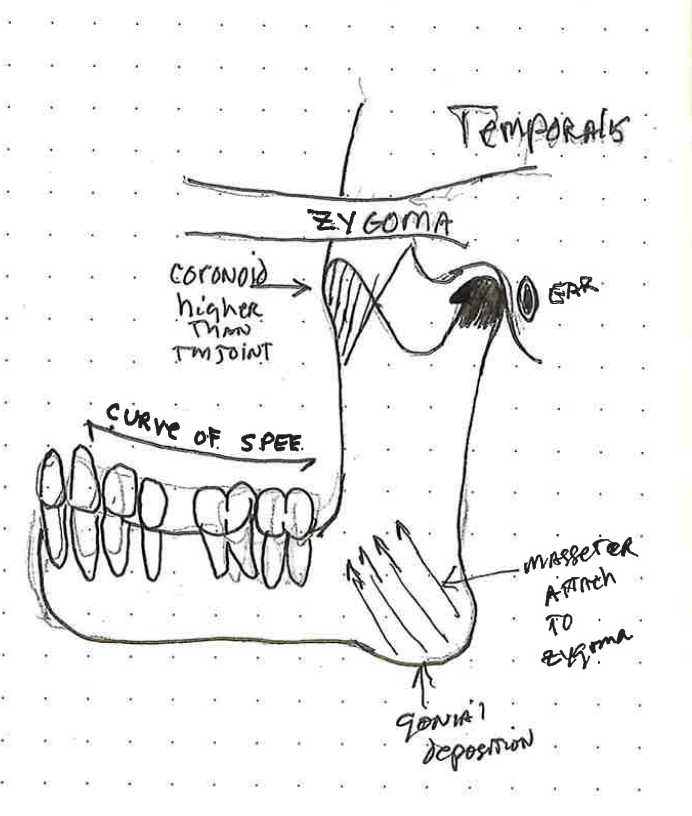 Temporalis
ZYGOMA
coronoid
higher
THAN
TMJOINT
EAR
CURVE OF SPEE
masseter
Attach
TO
zygoma
gonial
deposition